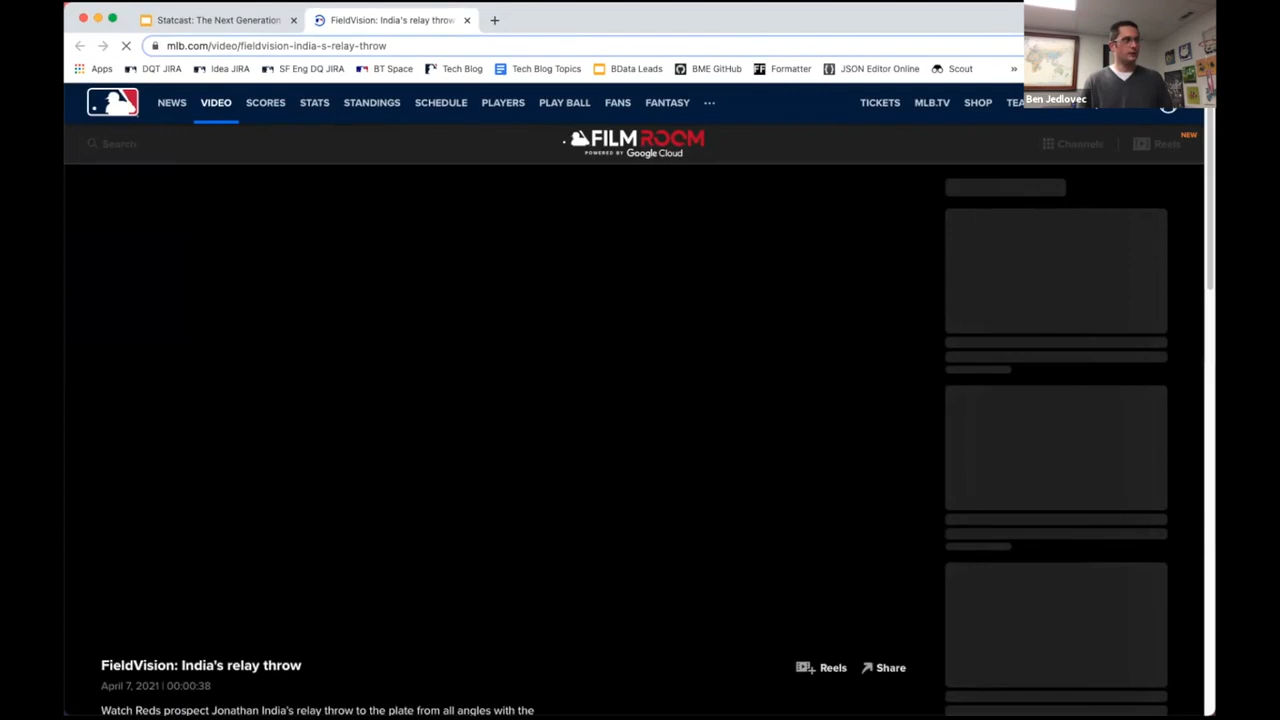 Statcast: The Next Generation
FieldVision: India's relay throw
mlb.com/video/fieldvision-india-s-relay-throw
Apps DQT JIRA Idea JIRA SF Eng DQ JIRA BT Space Tech Blog Tech Blog Topics BData Leads BME GitHub Formatter JSON Editor Online Scout »
Ben Jedlovec
NEWS VIDEO SCORES STATS STANDINGS SCHEDULE PLAYERS PLAY BALL FANS FANTASY ••• TICKETS MLB.TV SHOP
Search
FILM ROOM
POWERED BY Google Cloud
NEW
Channels Reels
FieldVision: India's relay throw
Reels Share
April 7, 2021 | 00:00:38
Watch Reds prospect Jonathan India's relay throw to the plate from all angles with the